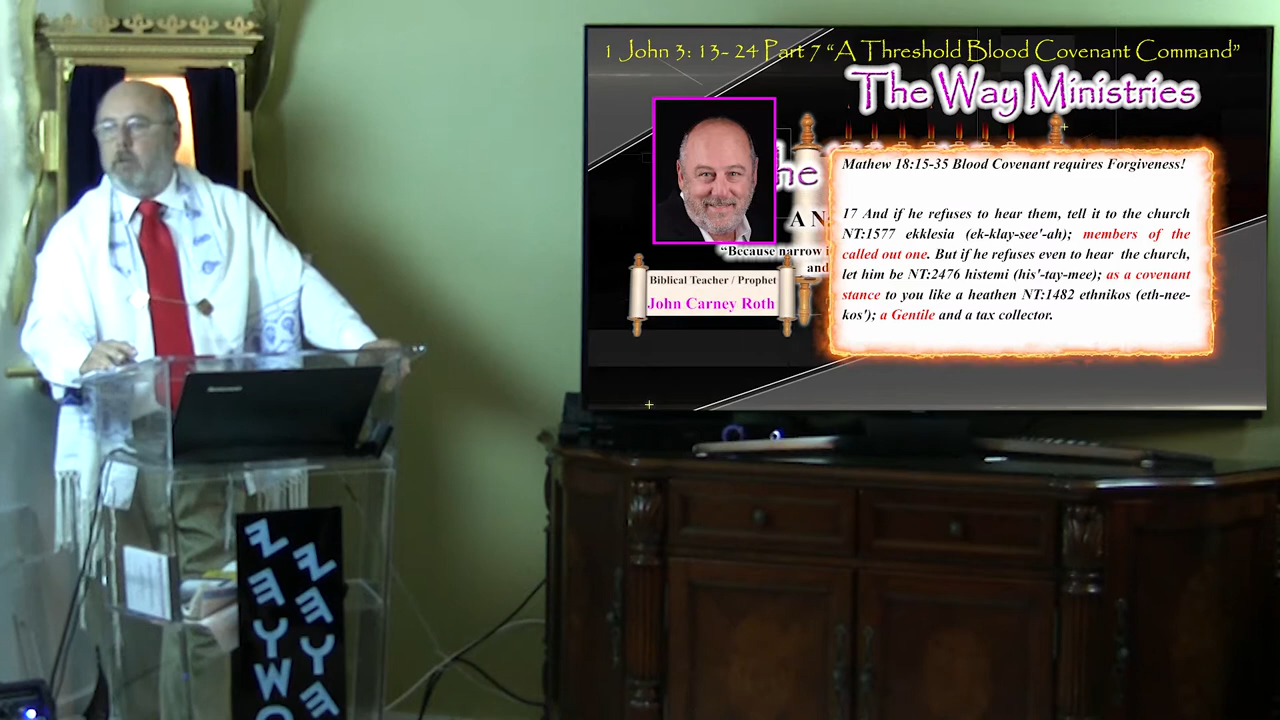 1 John 3: 13- 24 Part 7 “A Threshold Blood Covenant Command”
The Way Ministries
he
A N
“Because narrow i
and
Biblical Teacher / Prophet
John Carney Roth
Mathew 18:15-35 Blood Covenant requires Forgiveness!
17 And if he refuses to hear them, tell it to the church
NT:1577 ekklesia (ek-klay-see'-ah); members of the
called out one. But if he refuses even to hear the church,
let him be NT:2476 histemi (his'-tay-mee); as a covenant
stance to you like a heathen NT:1482 ethnikos (eth-nee-
kos'); a Gentile and a tax collector.
Lenovo